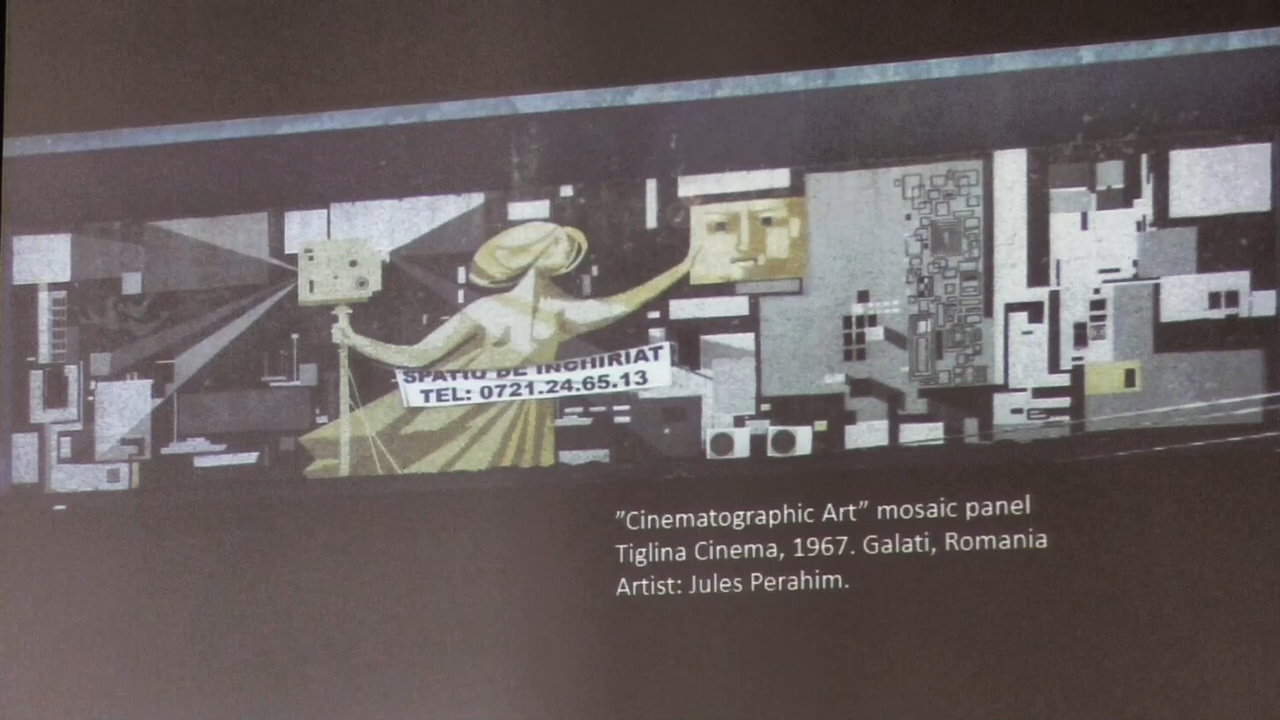 SPATIU DE INCHIRIAT
TEL: 0721.24.65.13
”Cinematographic Art” mosaic panel
Tiglina Cinema, 1967. Galati, Romania
Artist: Jules Perahim.